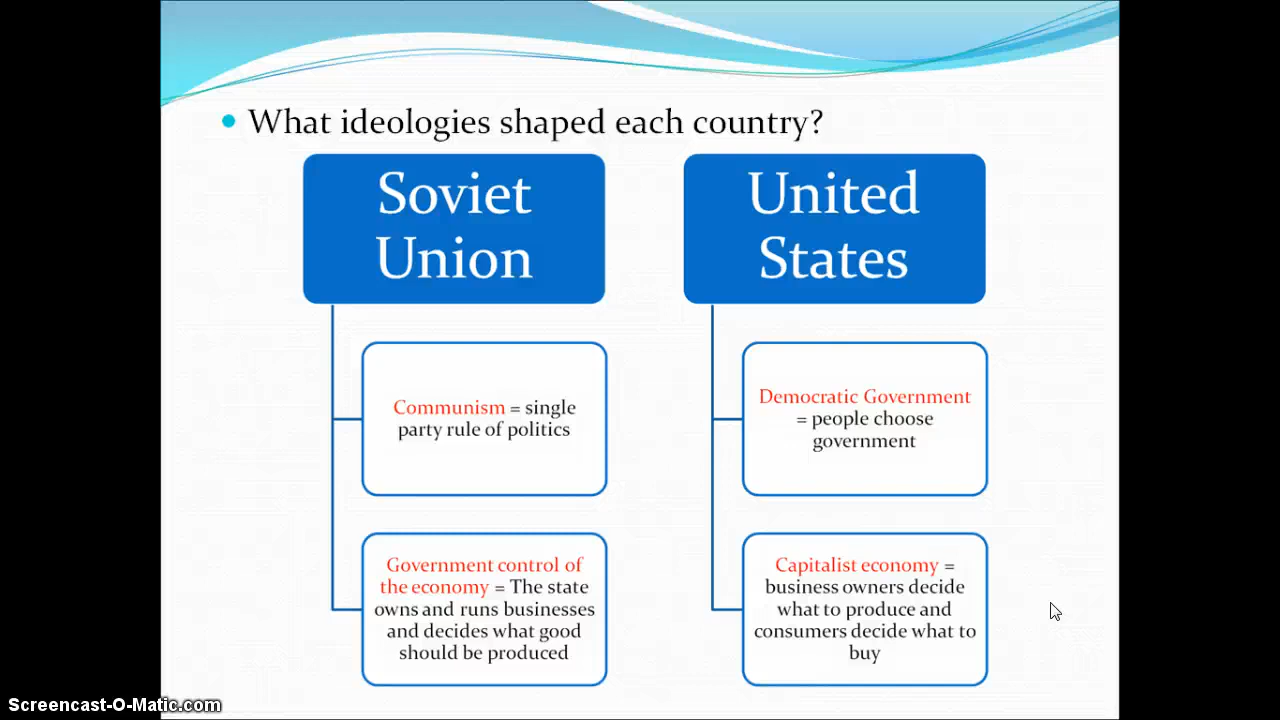 What ideologies shaped each country?
Soviet
Union
Communism = single
party rule of politics
Government control of
the economy = The state
owns and runs businesses
and decides what good
should be produced
United
States
Democratic Government
= people choose
government
Capitalist economy =
business owners decide
what to produce and
consumers decide what to
buy
Screencast-O-Matic.com